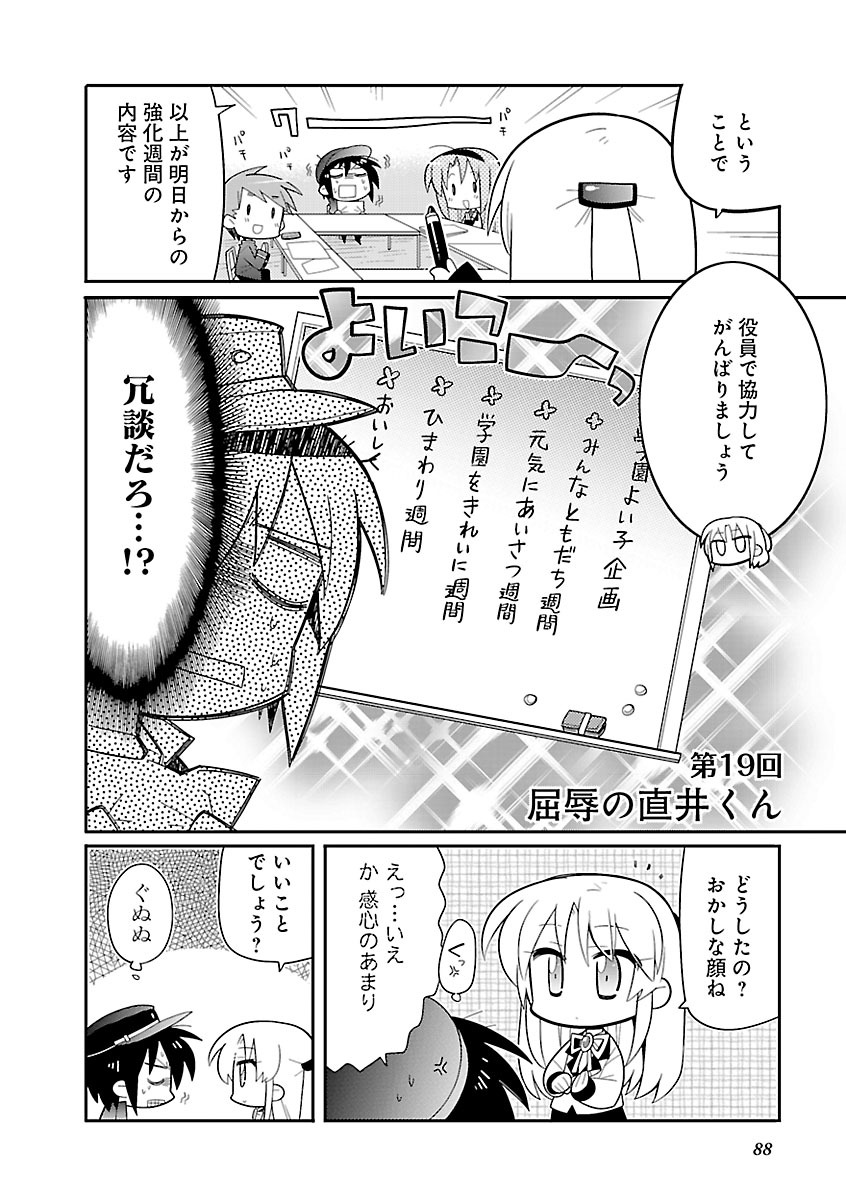 という
ことで
パチ
パチ
パチ
ワー
以上が明日からの
強化週間の
内容です
役員で協力して
がんばりましょう
よいこーっ
学園よい子企画
みんなともだち週間
元気にあいさつ週間
学園をきれいに週間
ひまわり週間
おいし
冗談だろ…!?
第19回
屈辱の直井くん
どうしたの?
おかしな顔ね
くっ
えっ…いえ
か 感心のあまり
いいこと
でしょう?
ぐぬぬ
88